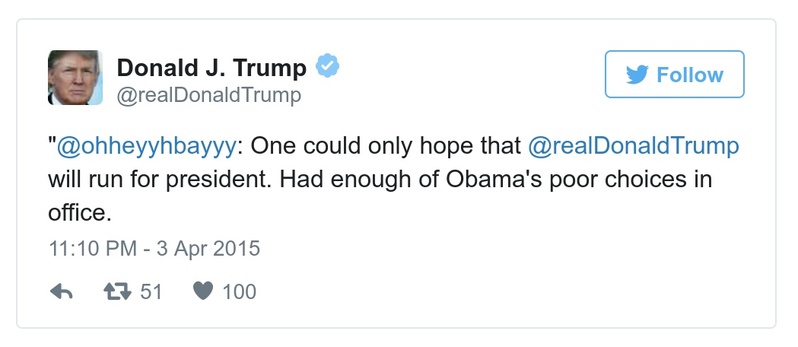 Donald J. Trump
@realDonaldTrump
Follow
"@ohheyyhbayyy: One could only hope that @realDonaldTrump
will run for president. Had enough of Obama's poor choices in
office.
11:10 PM - 3 Apr 2015
51 100